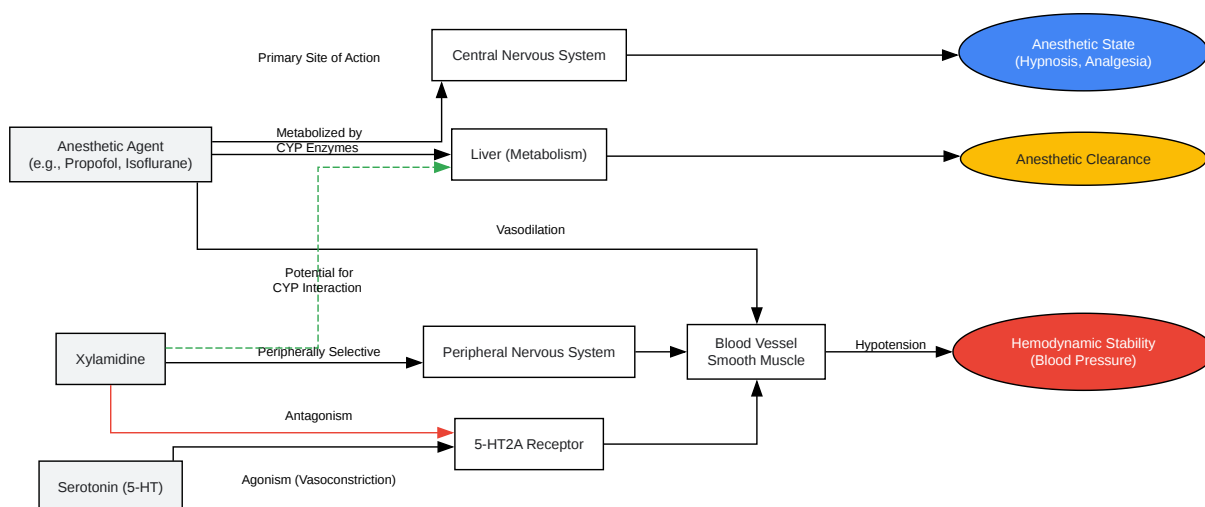 Primary Site of Action
Central Nervous System
Anesthetic State
(Hypnosis, Analgesia)
Anesthetic Agent
(e.g., Propofol, Isoflurane)
Metabolized by
CYP Enzymes
Liver (Metabolism)
Anesthetic Clearance
Vasodilation
Potential for
CYP Interaction
Xylamidine
Peripherally Selective
Peripheral Nervous System
Blood Vessel
Smooth Muscle
Hypotension
Hemodynamic Stability
(Blood Pressure)
Antagonism
5-HT2A Receptor
Serotonin (5-HT)
Agonism (Vasoconstriction)